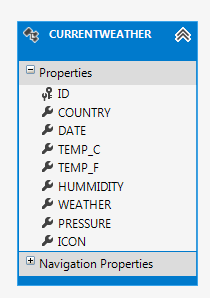 CURRENTWEATHER
Properties
ID
COUNTRY
DATE
TEMP_C
TEMP_F
HUMMIDITY
WEATHER
PRESSURE
ICON
Navigation Properties